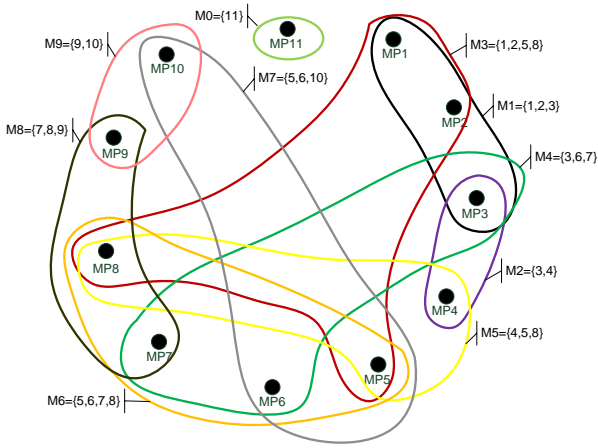 M0={11}
M9={9,10}
MP11
MP1
M3={1,2,5,8}
MP10
M7={5,6,10}
M1={1,2,3}
MP2
M8={7,8,9}
MP9
M4={3,6,7}
MP3
MP8
M2={3,4}
MP4
M5={4,5,8}
MP7
MP5
M6={5,6,7,8}
MP6